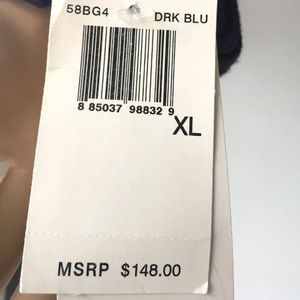 58BG4 DRK BLU
8 85037 98832 9
XL
MSRP $148.00